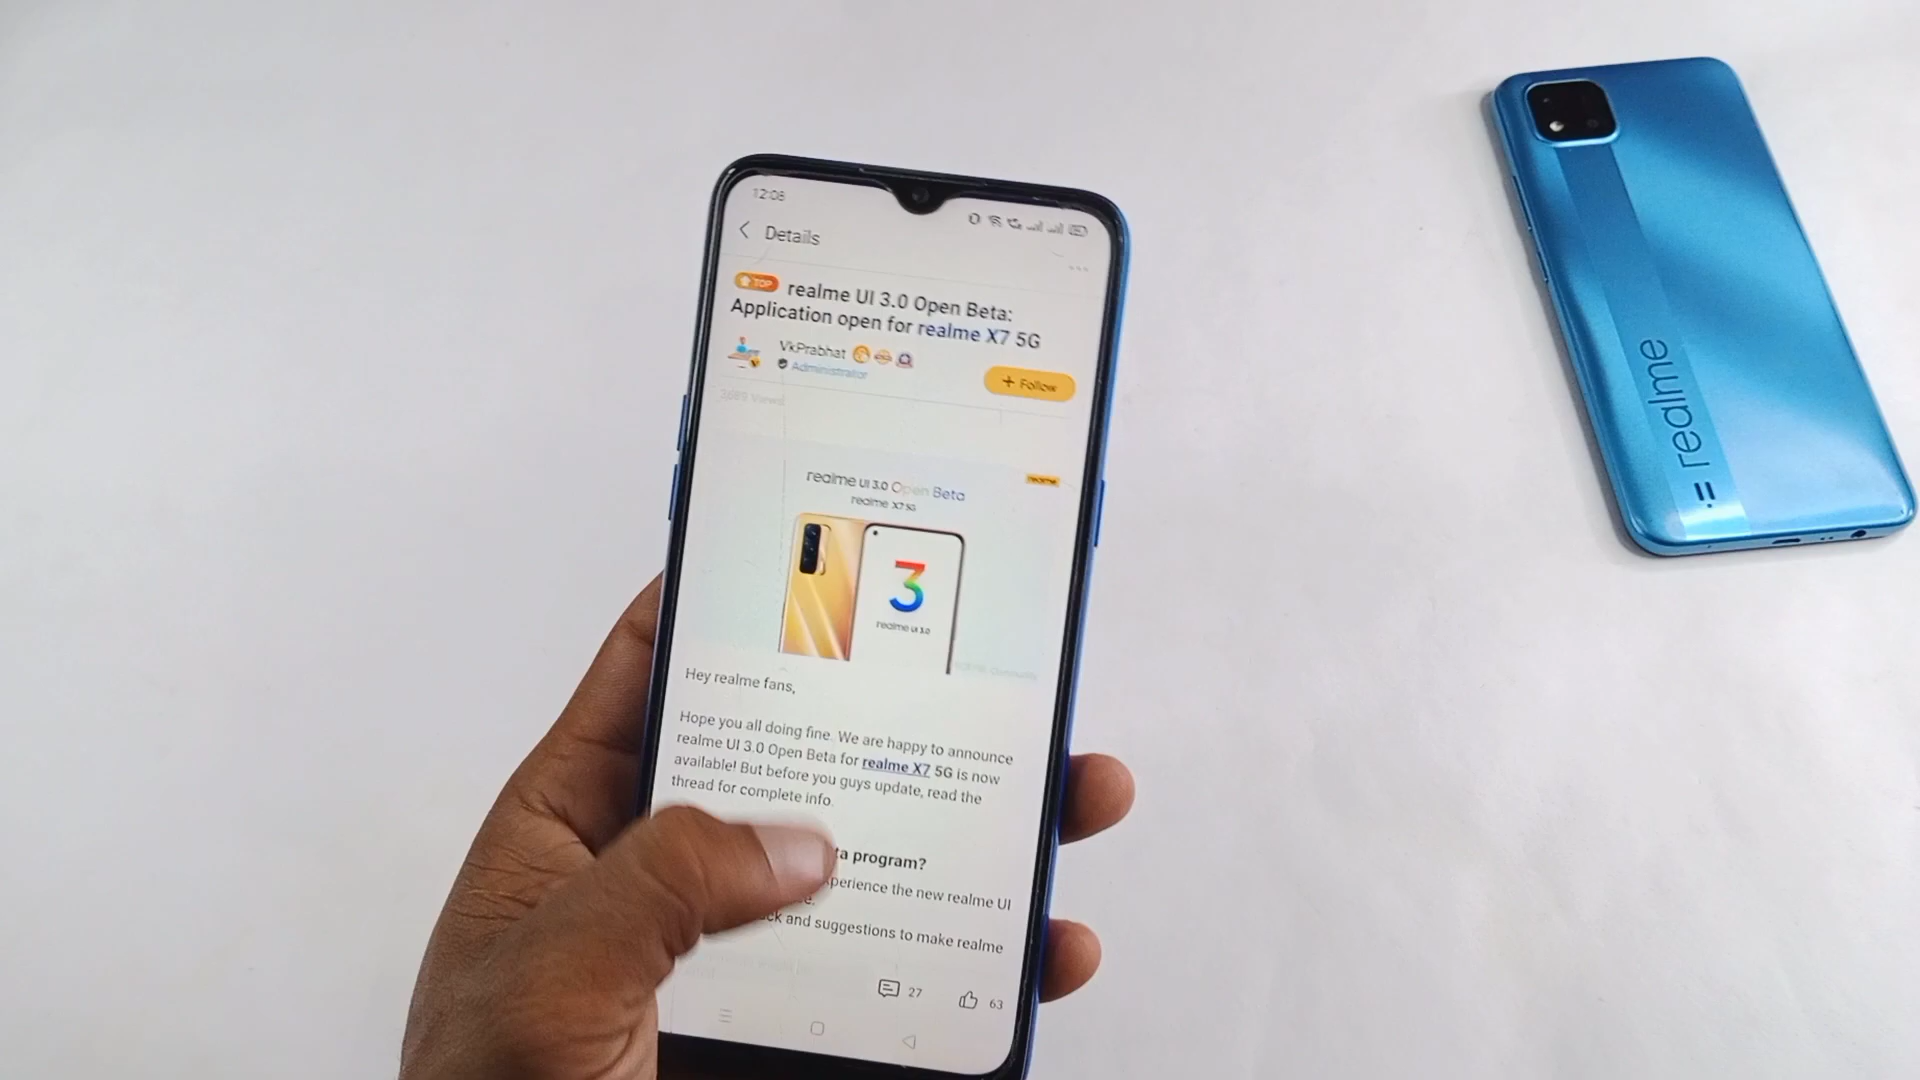 12:08
Details
TOP realme UI 3.0 Open Beta:
Application open for realme X7 5G
VkPrabhat
Administrator
+ Follow
3689 Views
realme UI 3.0 Open Beta
realme X7 5G
realme
3
realme UI 3.0
Hey realme fans,
Hope you all doing fine. We are happy to announce
realme UI 3.0 Open Beta for realme X7 5G is now
available! But before you guys update, read the
thread for complete info.
program?
the new realme UI
and suggestions to make realme
27
63
realme